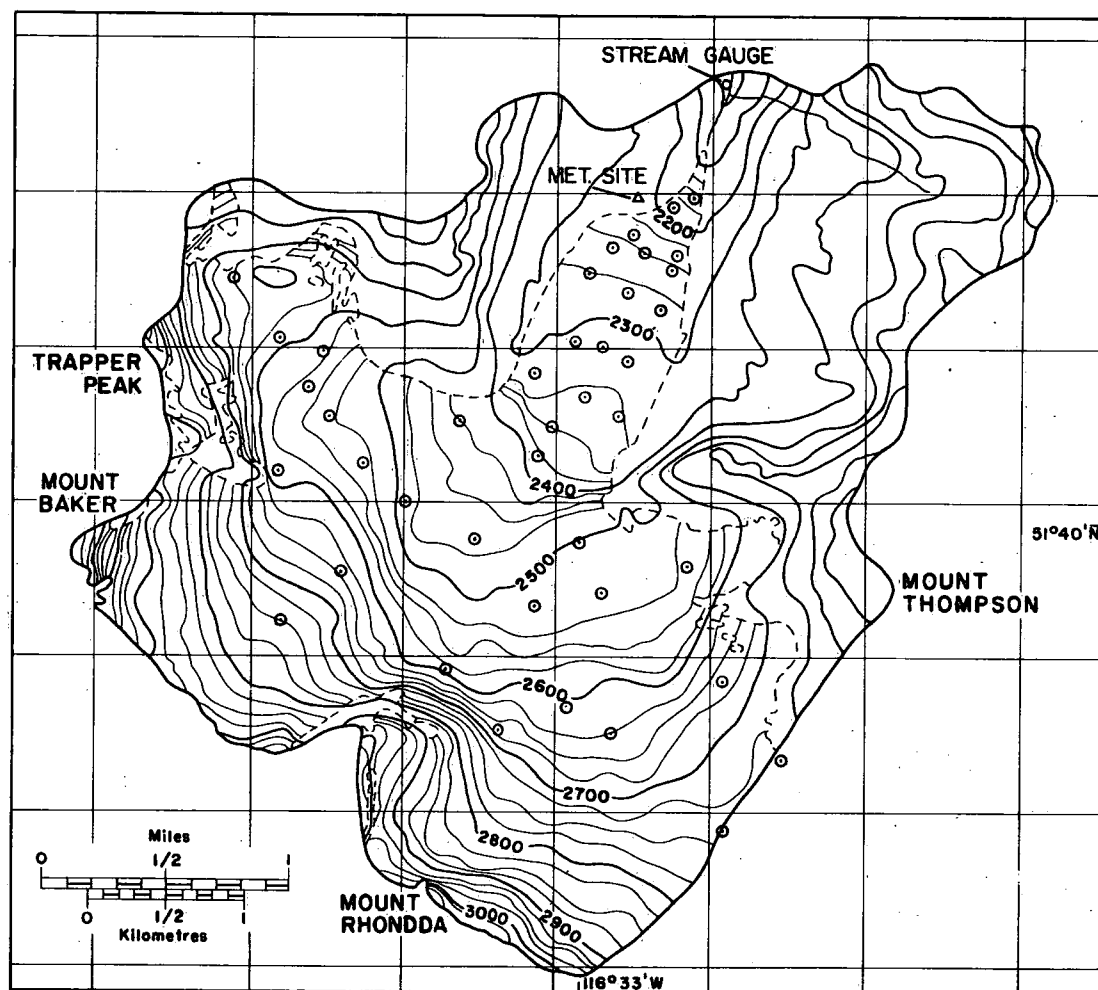 STREAM GAUGE
MET. SITE
2200
2300
TRAPPER
PEAK
MOUNT
BAKER
2400
51°40'N
2500
MOUNT
THOMPSON
2600
2700
2800
Miles
0 1/2 1
0 1/2 1
Kilometres
MOUNT
RHONDDA
3000
2900
116°33'W